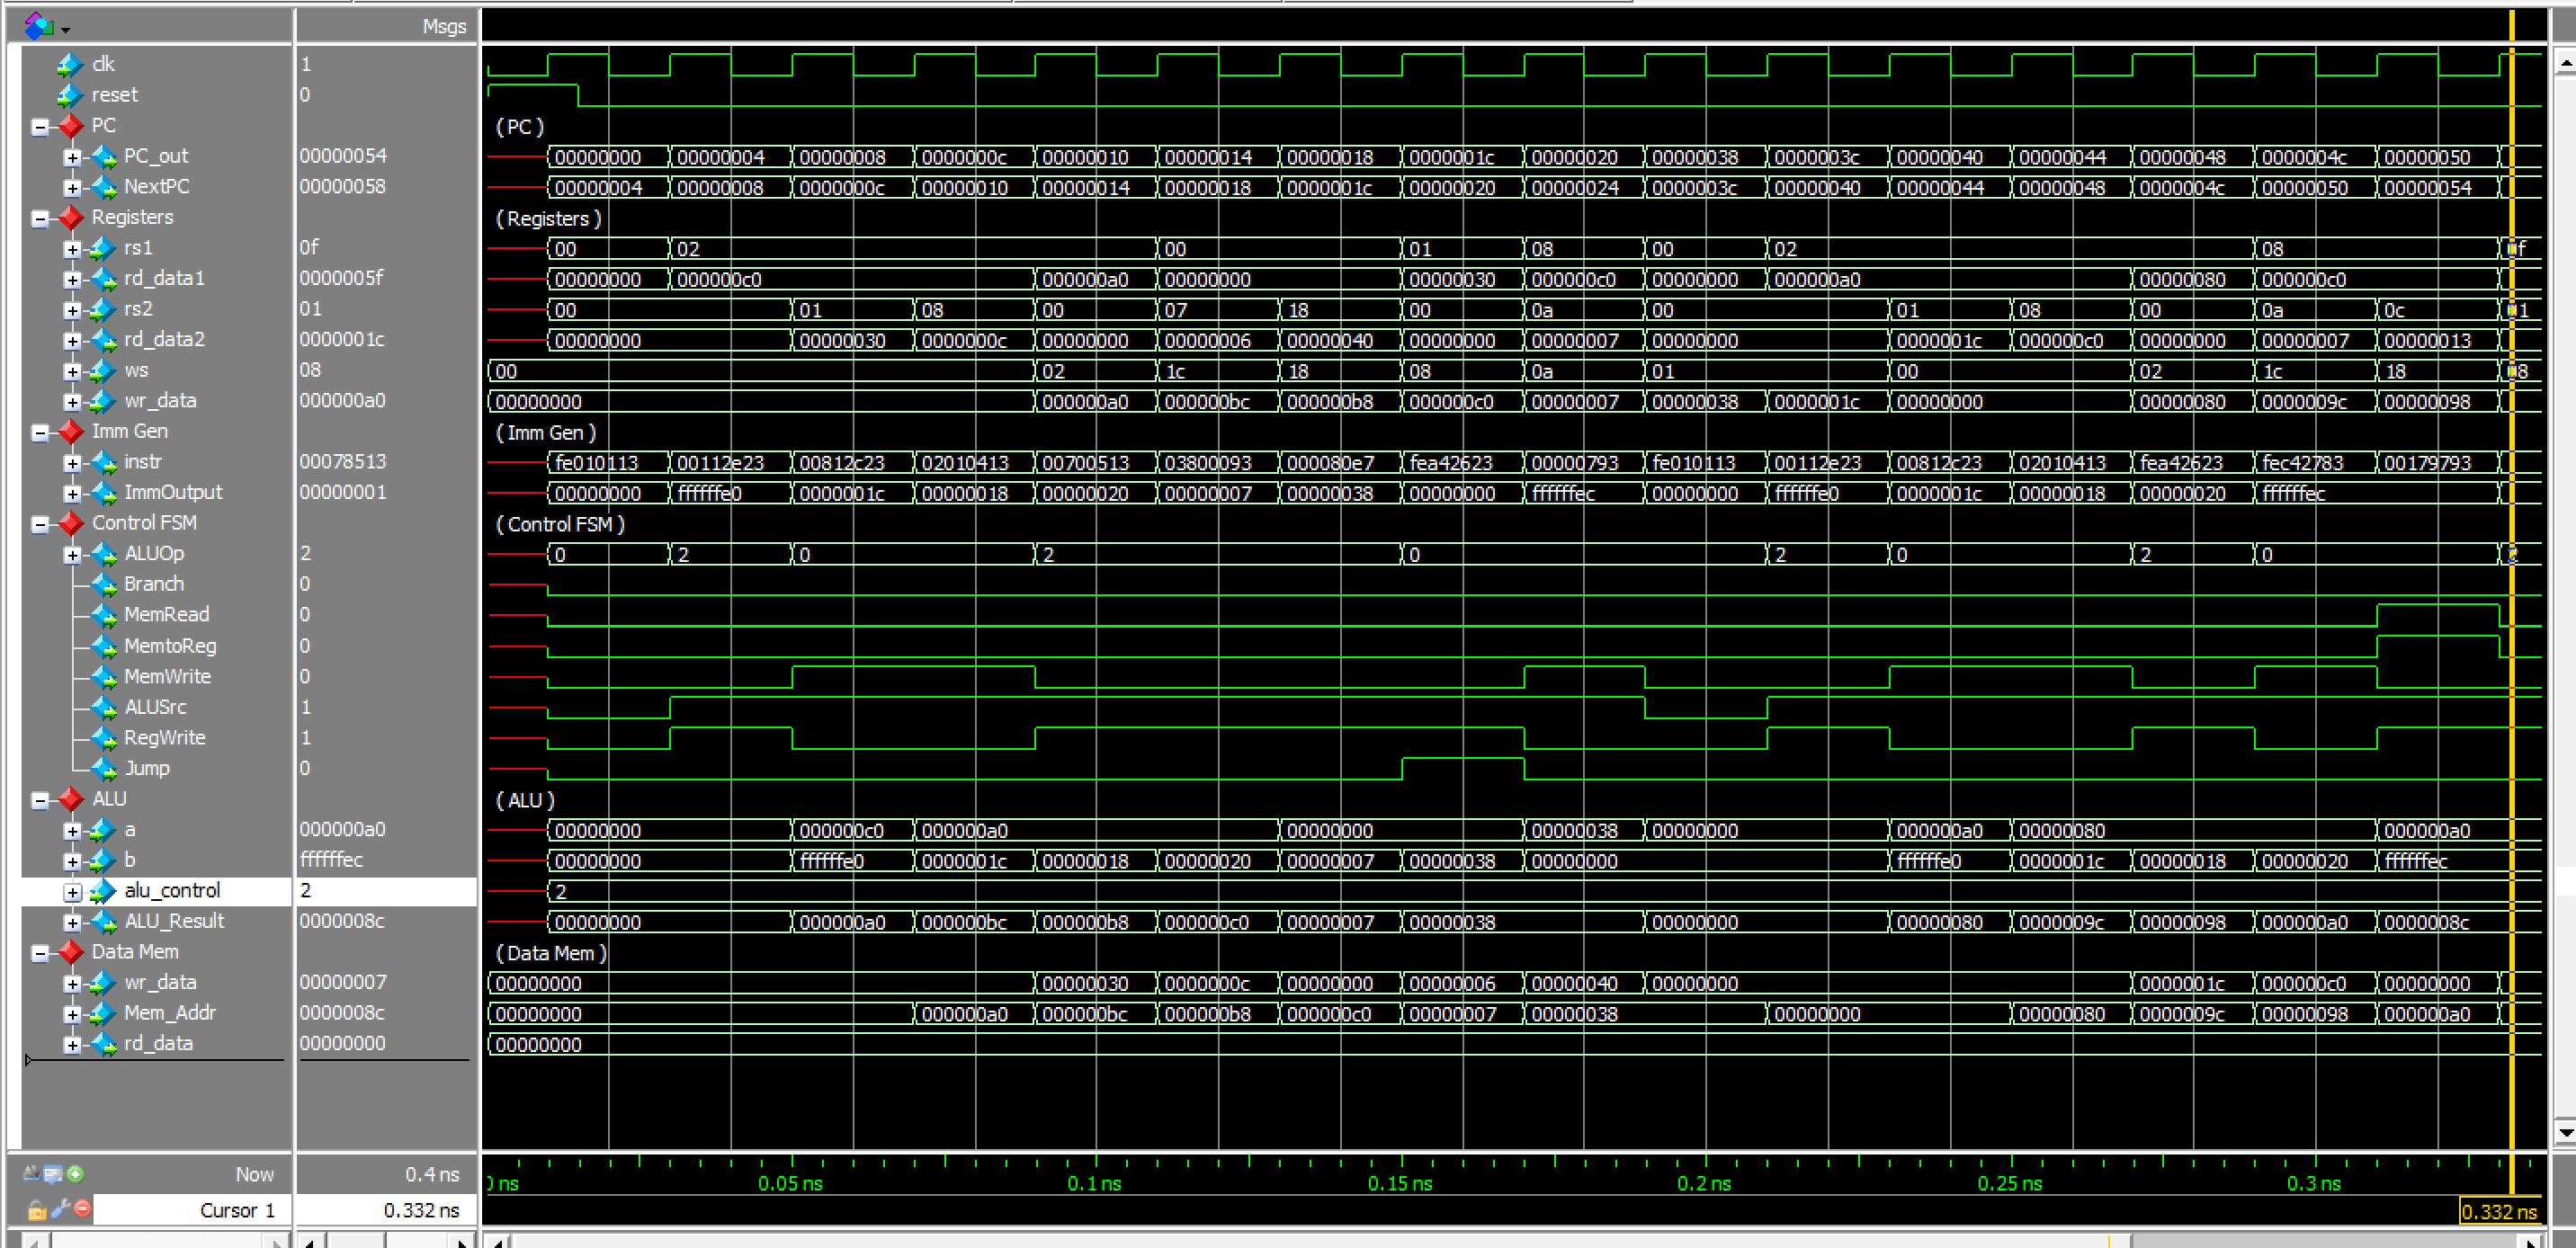 Msgs
clk 1
reset 0
PC (PC)
PC_out 00000054 00000000 00000004 00000008 0000000c 00000010 00000014 00000018 0000001c 00000020 00000038 0000003c 00000040 00000044 00000048 0000004c 00000050
NextPC 00000058 00000004 00000008 0000000c 00000010 00000014 00000018 0000001c 00000020 00000024 0000003c 00000040 00000044 00000048 0000004c 00000050 00000054
Registers (Registers)
rs1 0f 00 02 00 01 08 00 02 08
rd_data1 0000005f 00000000 000000c0 000000a0 00000000 00000030 000000c0 00000000 000000a0 00000080 000000c0
rs2 01 00 01 08 00 07 18 00 0a 00 01 08 00 0a 0c
rd_data2 0000001c 00000000 00000030 0000000c 00000000 00000006 00000040 00000000 00000007 00000000 0000001c 000000c0 00000000 00000007 00000013
ws 08 00 02 1c 18 08 0a 01 00 02 1c 18
wr_data 000000a0 00000000 000000a0 000000bc 000000b8 000000c0 00000007 00000038 0000001c 00000000 00000080 0000009c 00000098
Imm Gen (Imm Gen)
instr 00078513 fe010113 00112e23 00812c23 02010413 00700513 03800093 000080e7 fea42623 00000793 fe010113 00112e23 00812c23 02010413 fea42623 fec42783 00179793
ImmOutput 00000001 00000000 ffffffe0 0000001c 00000018 00000020 00000007 00000038 00000000 ffffffec 00000000 ffffffe0 0000001c 00000018 00000020 ffffffec
Control FSM (Control FSM)
ALUOp 2 0 2 0 2 0 2 0 2 0
Branch 0
MemRead 0
MemtoReg 0
MemWrite 0
ALUSrc 1
RegWrite 1
Jump 0
ALU (ALU)
a 000000a0 00000000 000000c0 000000a0 00000000 00000038 00000000 000000a0 00000080 000000a0
b ffffffec 00000000 ffffffe0 0000001c 00000018 00000020 00000007 00000038 00000000 ffffffe0 0000001c 00000018 00000020 ffffffec
alu_control 2 2
ALU_Result 0000008c 00000000 000000a0 000000bc 000000b8 000000c0 00000007 00000038 00000000 00000080 0000009c 00000098 000000a0 0000008c
Data Mem (Data Mem)
wr_data 00000007 00000000 00000030 0000000c 00000000 00000006 00000040 00000000 0000001c 000000c0 00000000
Mem_Addr 0000008c 00000000 000000a0 000000bc 000000b8 000000c0 00000007 00000038 00000000 00000080 0000009c 00000098 000000a0
rd_data 00000000 00000000
Now 0.4 ns ns 0.05 ns 0.1 ns 0.15 ns 0.2 ns 0.25 ns 0.3 ns
Cursor 1 0.332 ns 0.332 ns